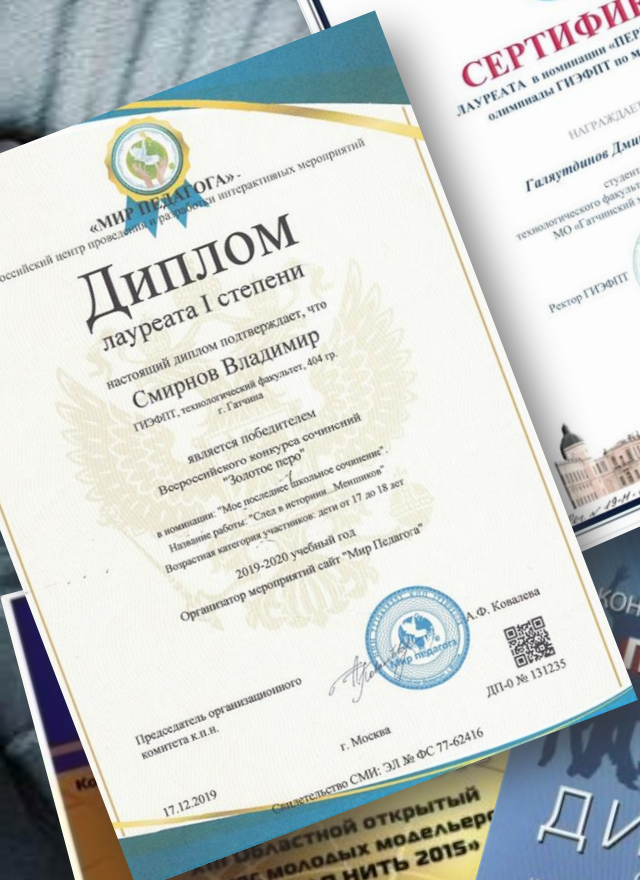 «МИР ПЕДАГОГА» -
российский центр проведения и разработки интерактивных мероприятий
ДИПЛОМ
лауреата I степени
настоящий диплом подтверждает, что
Смирнов Владимир
ГИЭФПТ, технологический факультет, 404 гр.
г. Гатчина
является победителем
Всероссийского конкурса сочинений
"Золотое перо"
в номинации: "Мое последнее школьное сочинение".
Название работы: "След в истории...Меншиков"
Возрастная категория участников: дети от 17 до 18 лет
2019-2020 учебный год
Организатор мероприятий сайт "Мир Педагога"
А.Ф. Ковалева
Мир педагога
Председатель организационного
комитета к.п.н.
ДП-0 № 131235
г. Москва
17.12.2019
Свидетельство СМИ: ЭЛ № ФС 77-62416
СЕРТИФИ
ЛАУРЕАТА в номинации «ПЕР
олимпиады ГИЭФПТ по м
НАГРАЖДАЕ
Галяутдинов Дми
студент
технологического факуль
МО «Гатчинский м
Ректор ГИЭФПТ
КОН
Ко
Областной открытый
с молодых модельеро
НИТЬ 2015»
ДИ